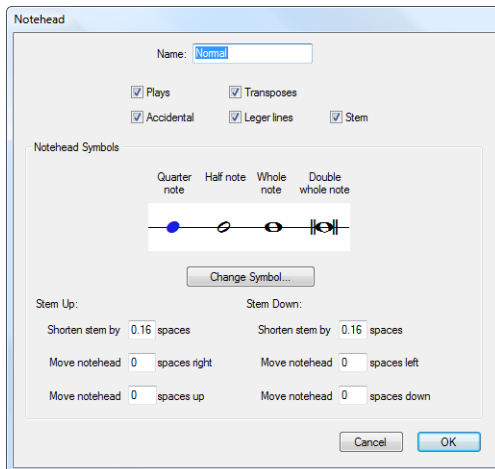 Notehead
Name: Normal
Plays Transposes
Accidental Leger lines Stem
Notehead Symbols
Quarter note Half note Whole note Double whole note
Change Symbol...
Stem Up: Stem Down:
Shorten stem by 0.16 spaces Shorten stem by 0.16 spaces
Move notehead 0 spaces right Move notehead 0 spaces left
Move notehead 0 spaces up Move notehead 0 spaces down
Cancel OK